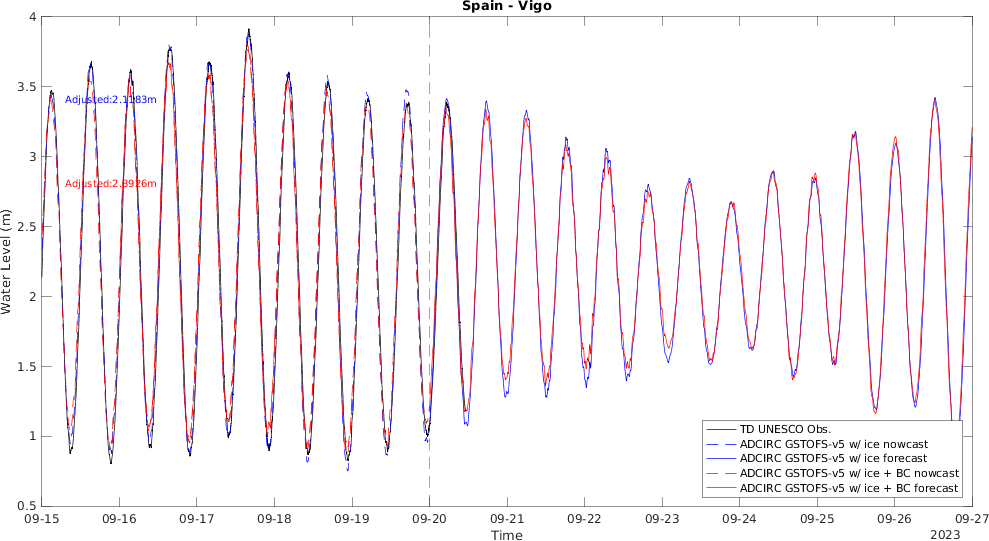 Spain - Vigo
4
3.5
3
2.5
2
1.5
1
0.5
Water Level (m)
Adjusted:2.1183m
Adjusted:2.8926m
TD UNESCO Obs.
ADCIRC GSTOFS-v5 w/ ice nowcast
ADCIRC GSTOFS-v5 w/ ice forecast
ADCIRC GSTOFS-v5 w/ ice + BC nowcast
ADCIRC GSTOFS-v5 w/ ice + BC forecast
09-15 09-16 09-17 09-18 09-19 09-20 09-21 09-22 09-23 09-24 09-25 09-26 09-27
Time
2023